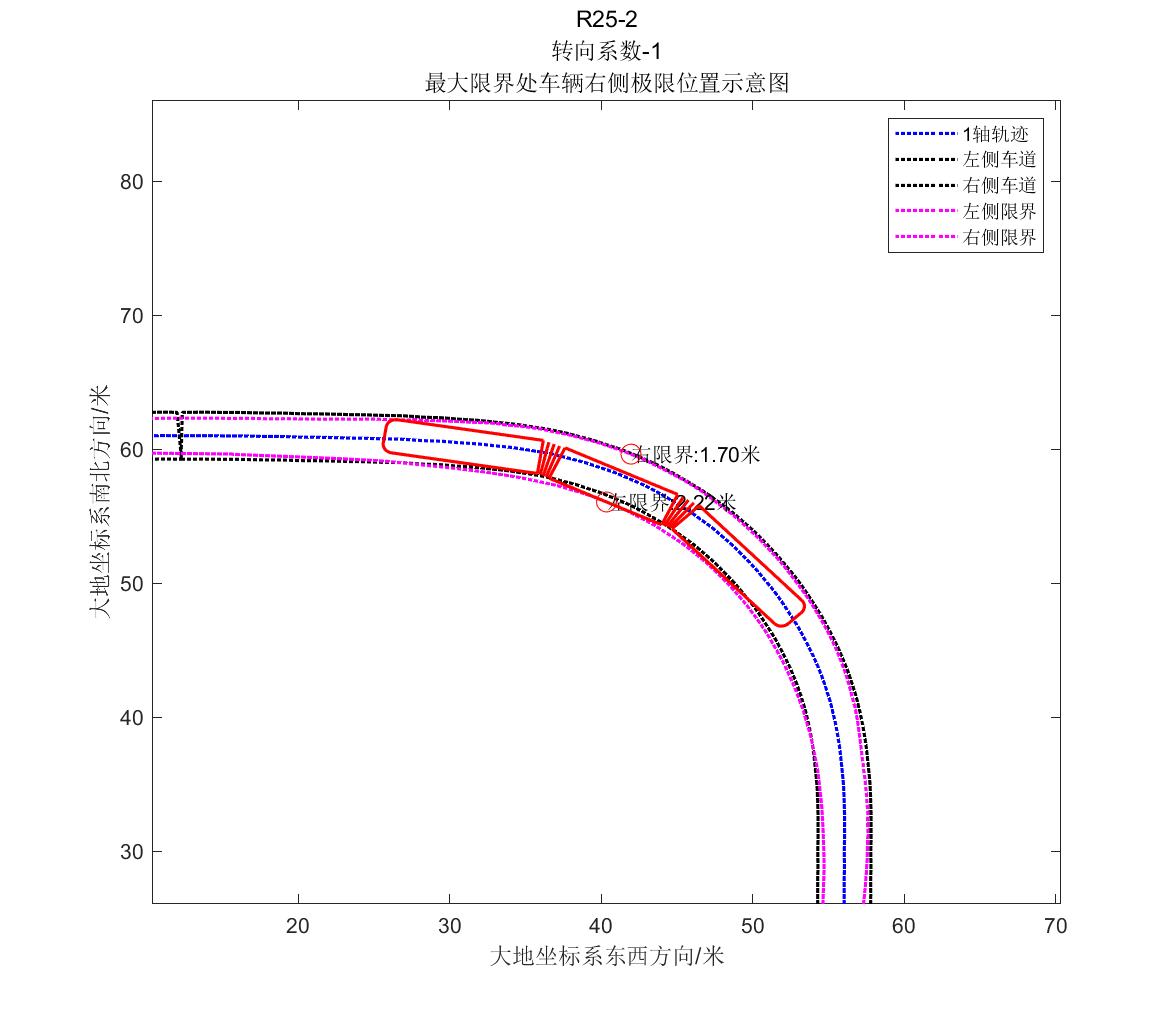 R25-2
转向系数-1
最大限界处车辆右侧极限位置示意图
1轴轨迹
左侧车道
右侧车道
左侧限界
右侧限界
80
70
60
50
40
30
右限界:1.70米
左限界:2.22米
大地坐标系南北方向/米
20
30
40
50
60
70
大地坐标系东西方向/米